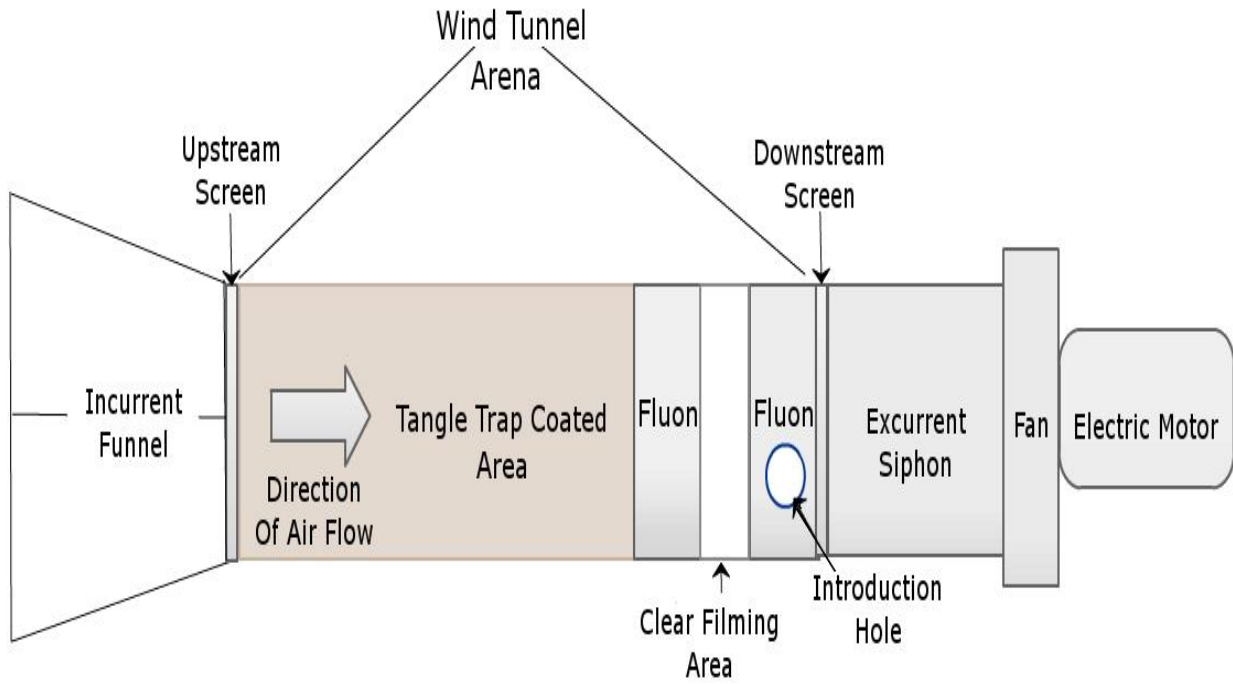 Wind Tunnel
Arena
Upstream
Screen
Downstream
Screen
Incurrent
Funnel
Direction
Of Air Flow
Tangle Trap Coated
Area
Fluon
Fluon
Excurrent
Siphon
Fan
Electric Motor
Clear Filming
Area
Introduction
Hole